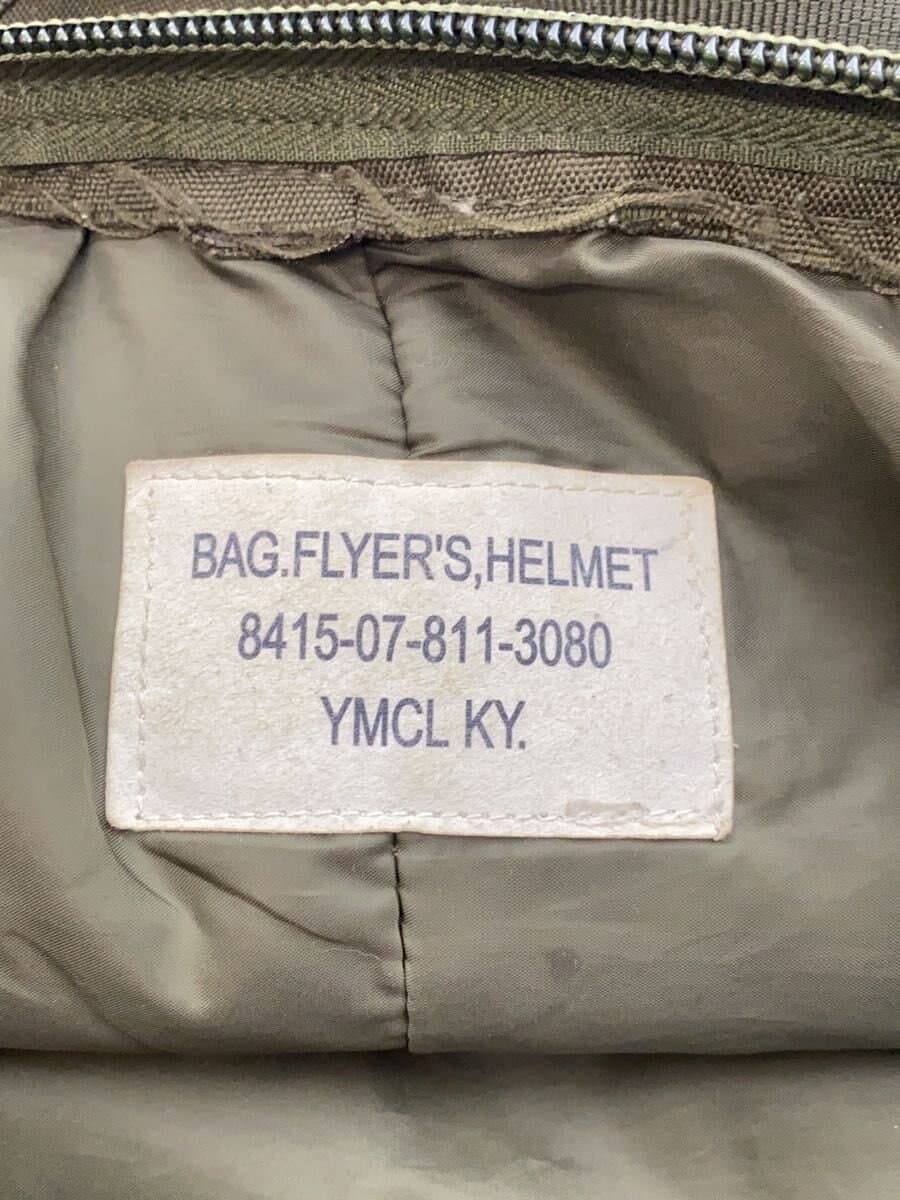 BAG.FLYER'S,HELMET
8415-07-811-3080
YMCL KY.